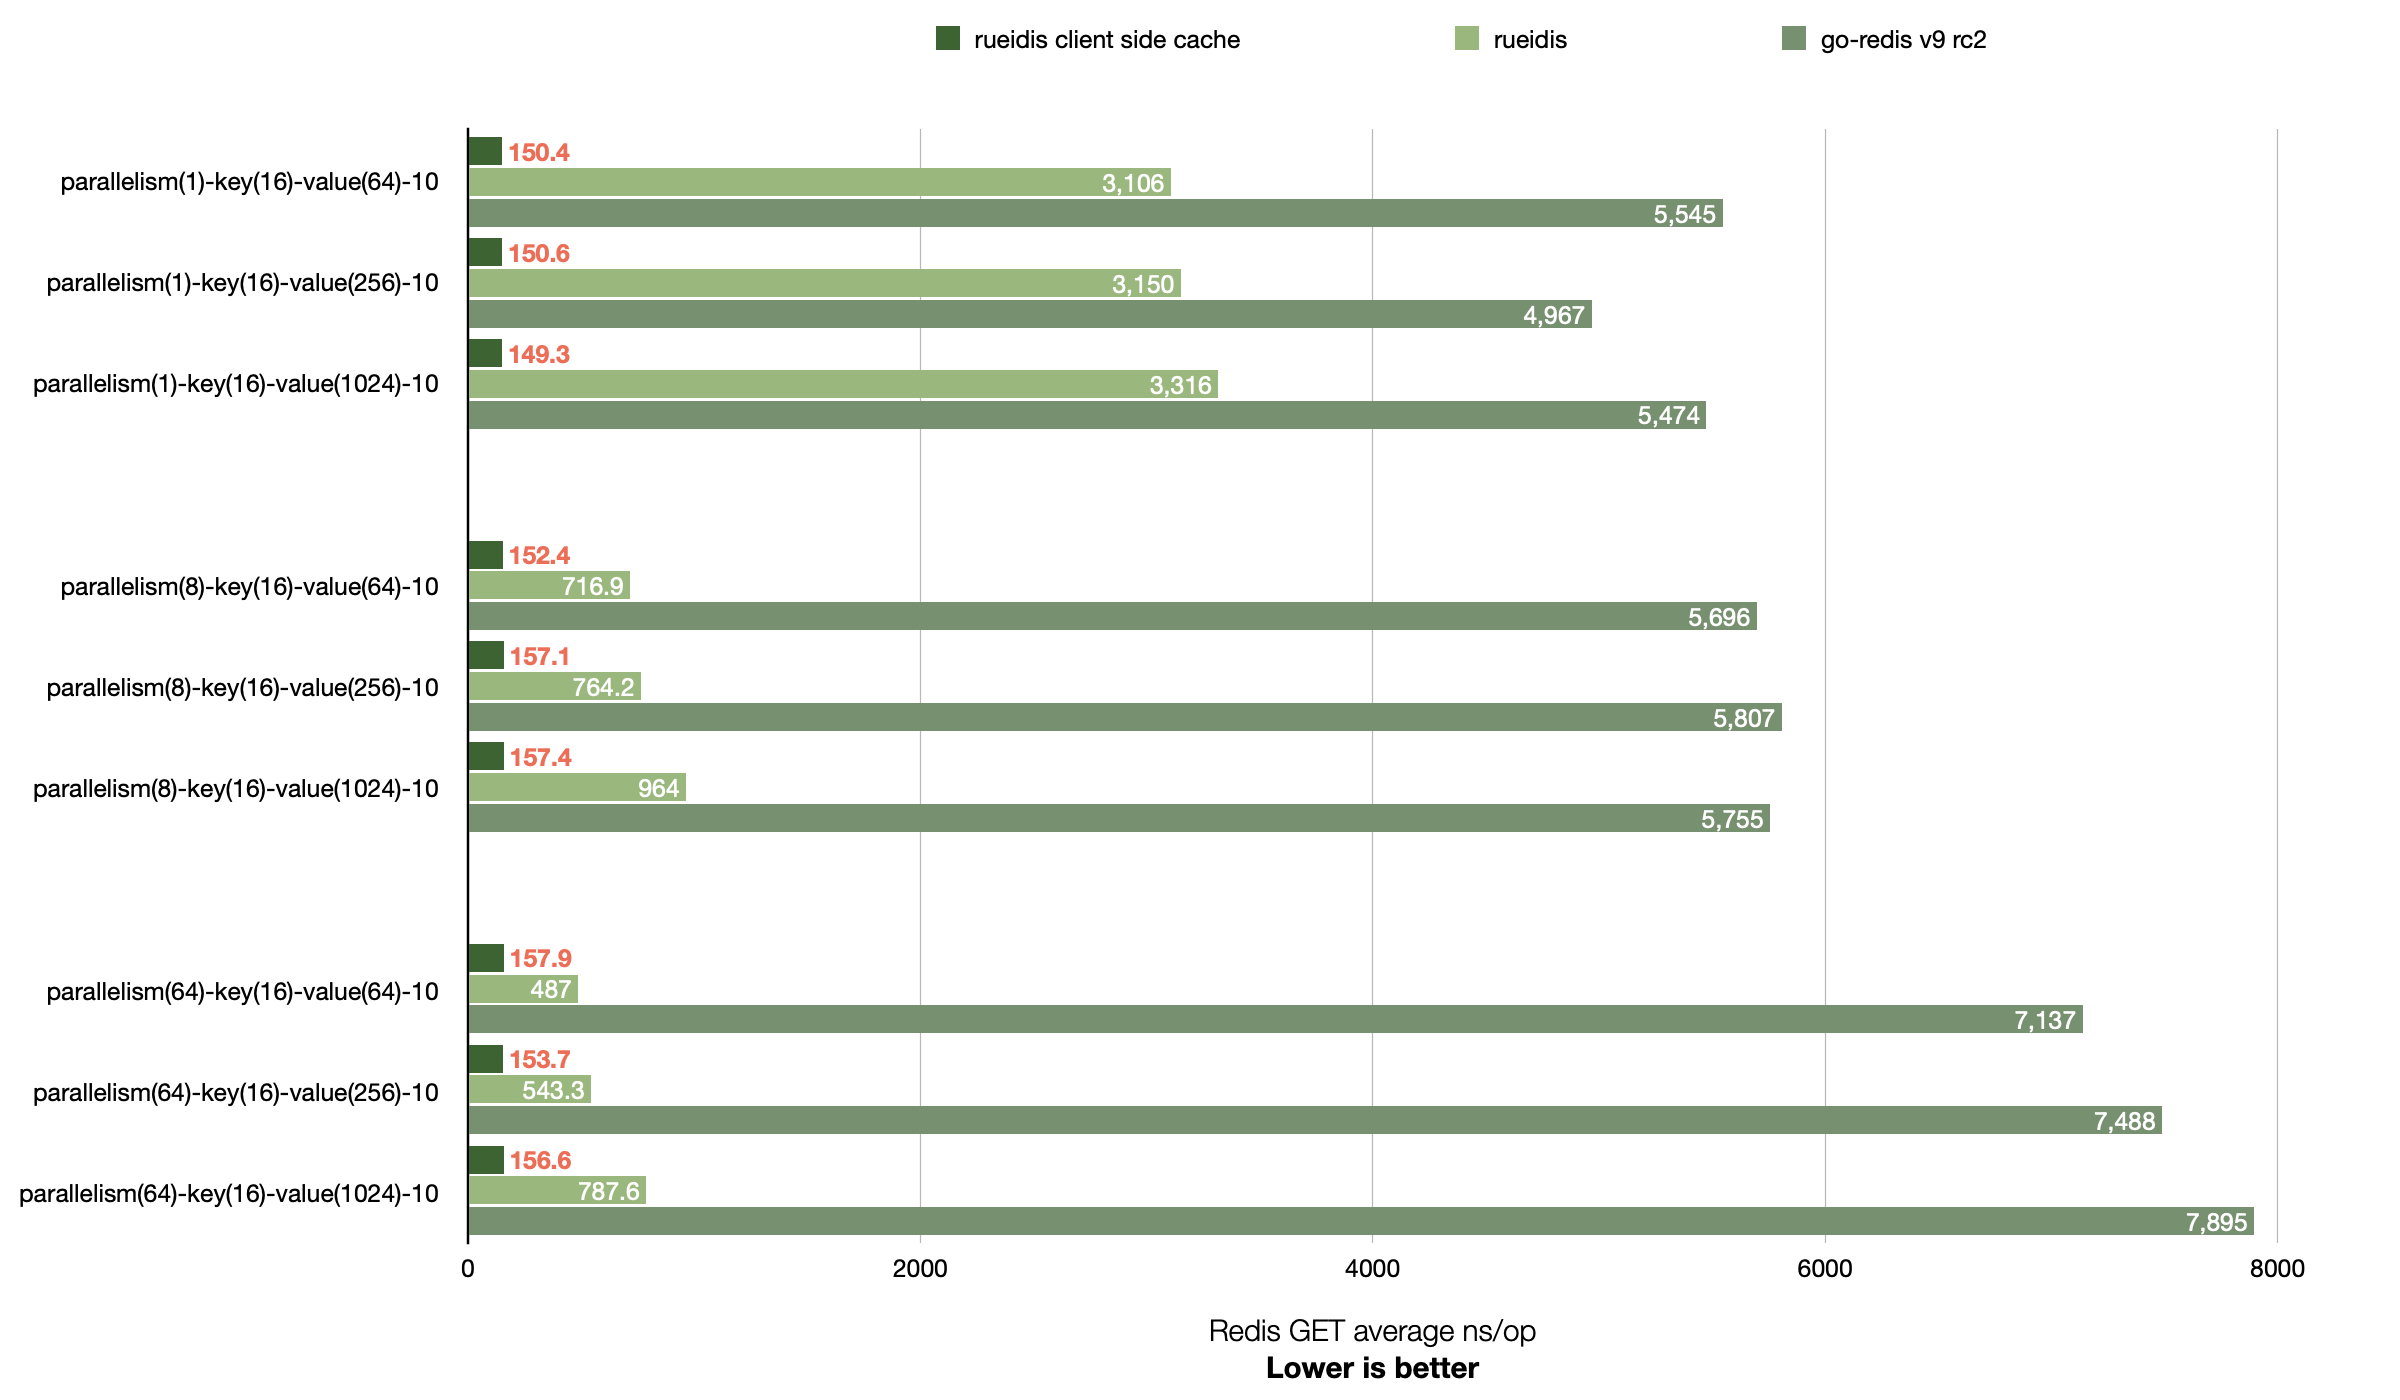 rueidis client side cache
rueidis
go-redis v9 rc2
parallelism(1)-key(16)-value(64)-10
150.4
3,106
5,545
parallelism(1)-key(16)-value(256)-10
150.6
3,150
4,967
parallelism(1)-key(16)-value(1024)-10
149.3
3,316
5,474
parallelism(8)-key(16)-value(64)-10
152.4
716.9
5,696
parallelism(8)-key(16)-value(256)-10
157.1
764.2
5,807
parallelism(8)-key(16)-value(1024)-10
157.4
964
5,755
parallelism(64)-key(16)-value(64)-10
157.9
487
7,137
parallelism(64)-key(16)-value(256)-10
153.7
543.3
7,488
parallelism(64)-key(16)-value(1024)-10
156.6
787.6
7,895
0
2000
4000
6000
8000
Redis GET average ns/op
Lower is better